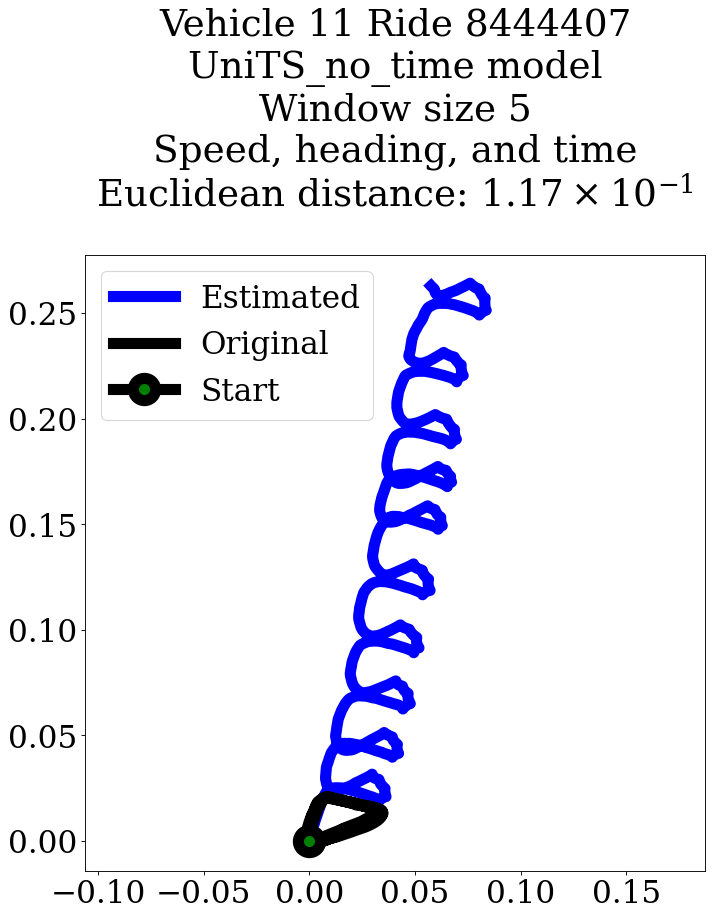 Vehicle 11 Ride 8444407
UniTS_no_time model
Window size 5
Speed, heading, and time
Euclidean distance: 1.17 × 10⁻¹
Estimated
Original
Start
0.25
0.20
0.15
0.10
0.05
0.00
−0.10 −0.05 0.00 0.05 0.10 0.15